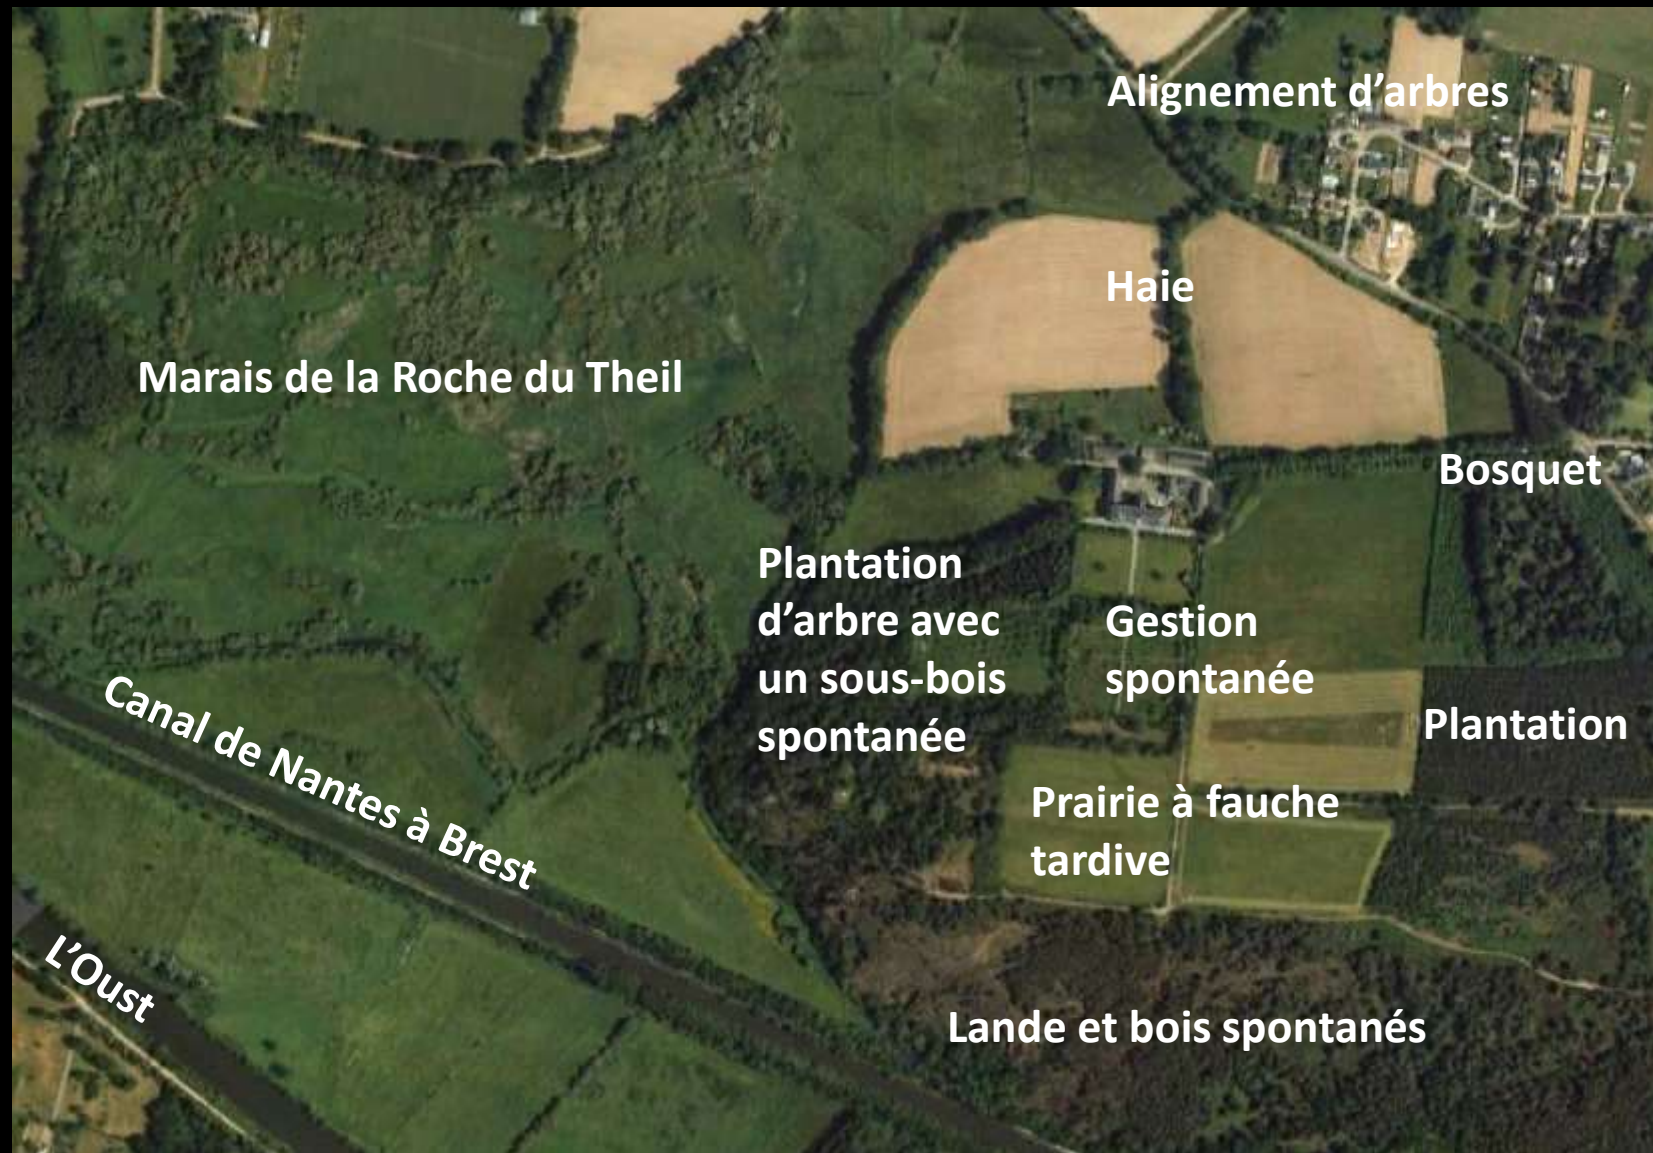 Alignement d'arbres
Haie
Marais de la Roche du Theil
Bosquet
Plantation
d'arbre avec
un sous-bois
spontanée
Gestion
spontanée
Plantation
Canal de Nantes à Brest
Prairie à fauche
tardive
L'Oust
Lande et bois spontanés